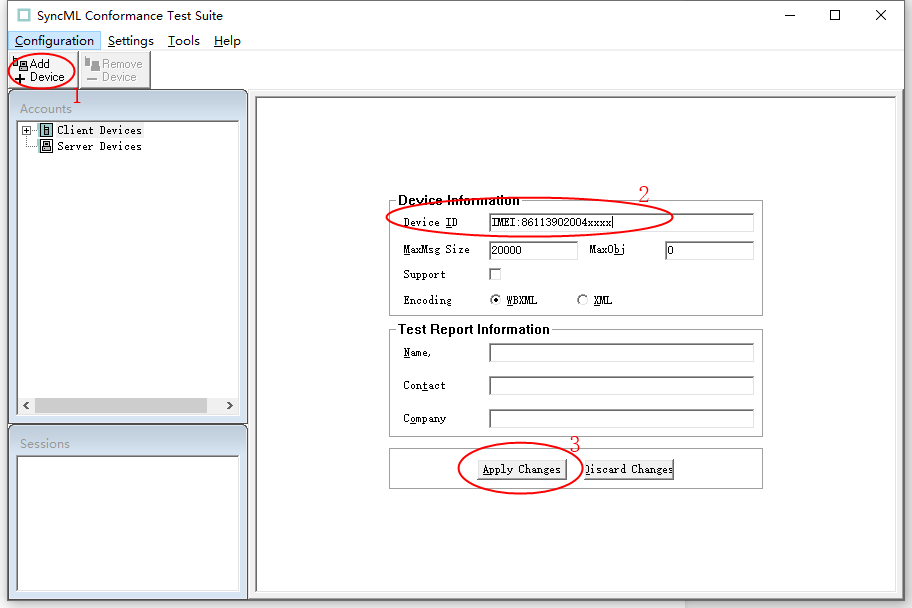 SyncML Conformance Test Suite
Configuration Settings Tools Help
Add Device Remove Device
1
Accounts
Client Devices
Server Devices
Sessions
Device Information
2
Device ID IMEI:86113902004xxxx
MaxMsg Size 20000 MaxObj 0
Support
Encoding WBXML XML
Test Report Information
Name,
Contact
Company
3
Apply Changes Discard Changes